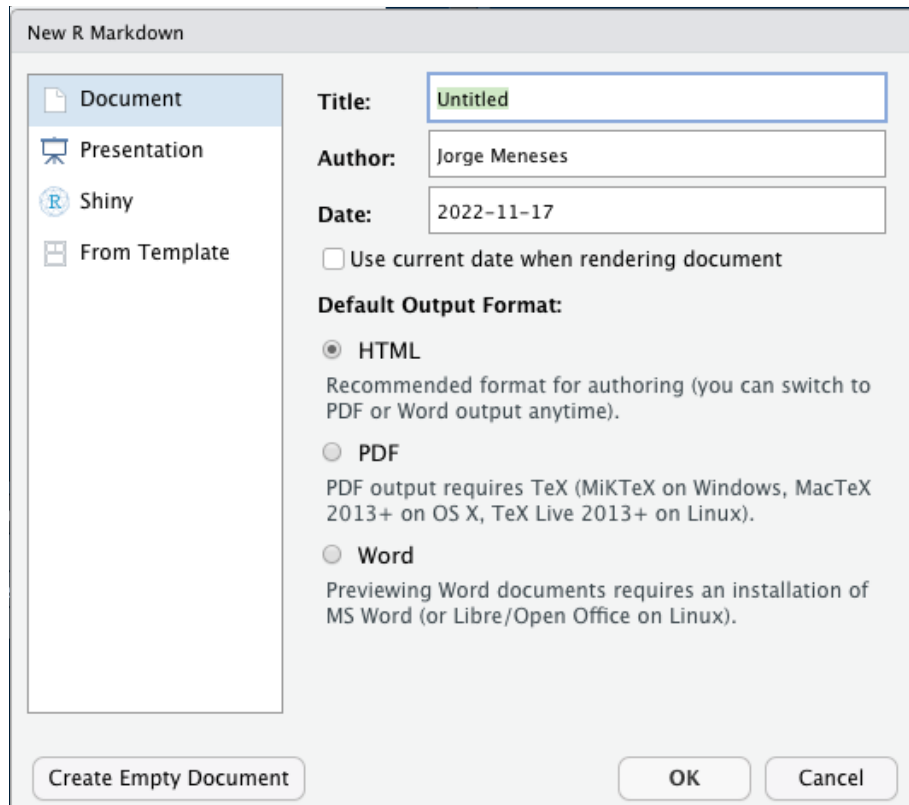 New R Markdown
Document
Presentation
R Shiny
From Template
Title: Untitled
Author: Jorge Meneses
Date: 2022-11-17
Use current date when rendering document
Default Output Format:
HTML
Recommended format for authoring (you can switch to
PDF or Word output anytime).
PDF
PDF output requires TeX (MiKTeX on Windows, MacTeX
2013+ on OS X, TeX Live 2013+ on Linux).
Word
Previewing Word documents requires an installation of
MS Word (or Libre/Open Office on Linux).
Create Empty Document
OK
Cancel